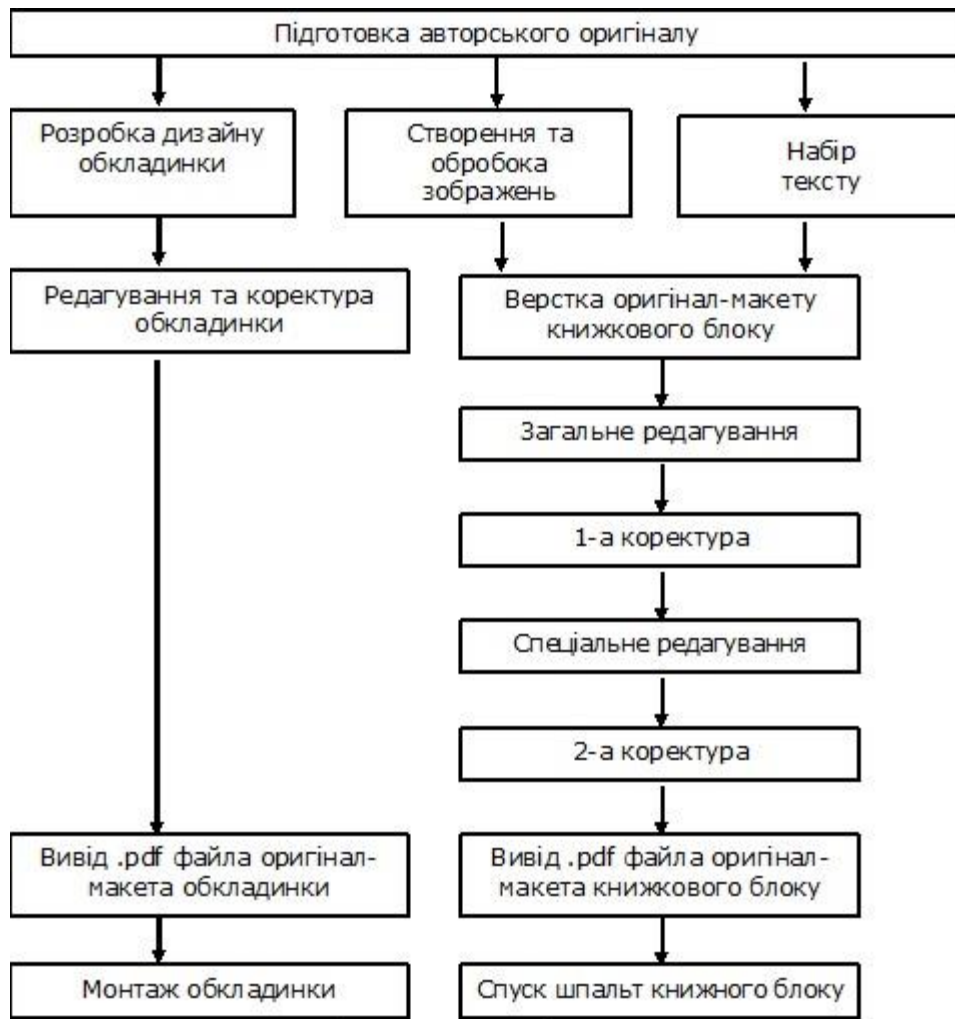 Підготовка авторського оригіналу
Розробка дизайну
обкладинки
Створення та
обробока
зображень
Набір
тексту
Редагування та коректура
обкладинки
Верстка оригінал-макету
книжкового блоку
Загальне редагування
1-а коректура
Спеціальне редагування
2-а коректура
Вивід .pdf файла оригінал-
макета обкладинки
Вивід .pdf файла оригінал-
макета книжкового блоку
Монтаж обкладинки
Спуск шпальт книжного блоку